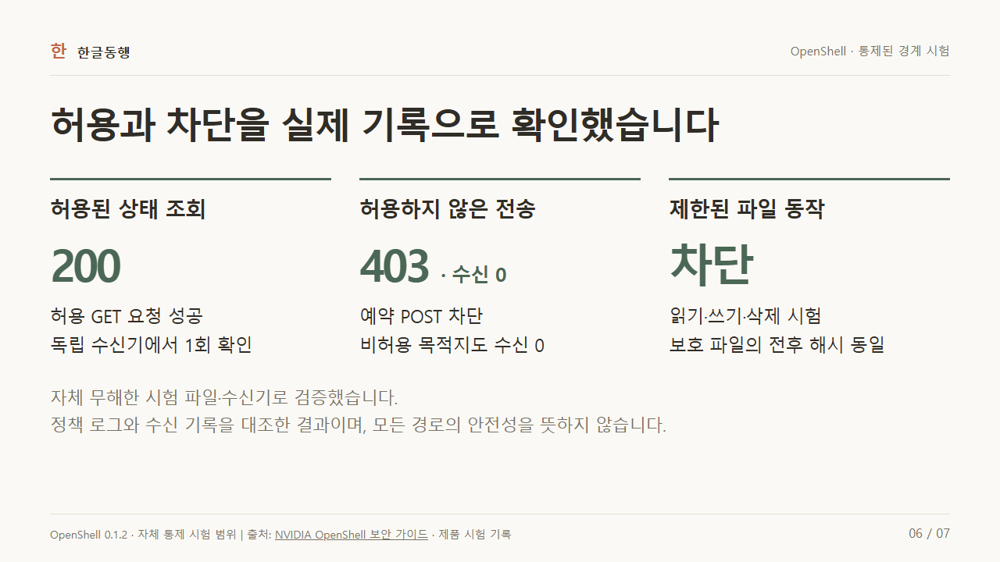 한 한글동행
OpenShell · 통제된 경계 시험
허용과 차단을 실제 기록으로 확인했습니다
허용된 상태 조회
200
허용 GET 요청 성공
독립 수신기에서 1회 확인
허용하지 않은 전송
403 · 수신 0
예약 POST 차단
비허용 목적지도 수신 0
제한된 파일 동작
차단
읽기·쓰기·삭제 시험
보호 파일의 전후 해시 동일
자체 무해한 시험 파일·수신기로 검증했습니다.
정책 로그와 수신 기록을 대조한 결과이며, 모든 경로의 안전성을 뜻하지 않습니다.
OpenShell 0.1.2 · 자체 통제 시험 범위 | 출처: NVIDIA OpenShell 보안 가이드 · 제품 시험 기록
06 / 07